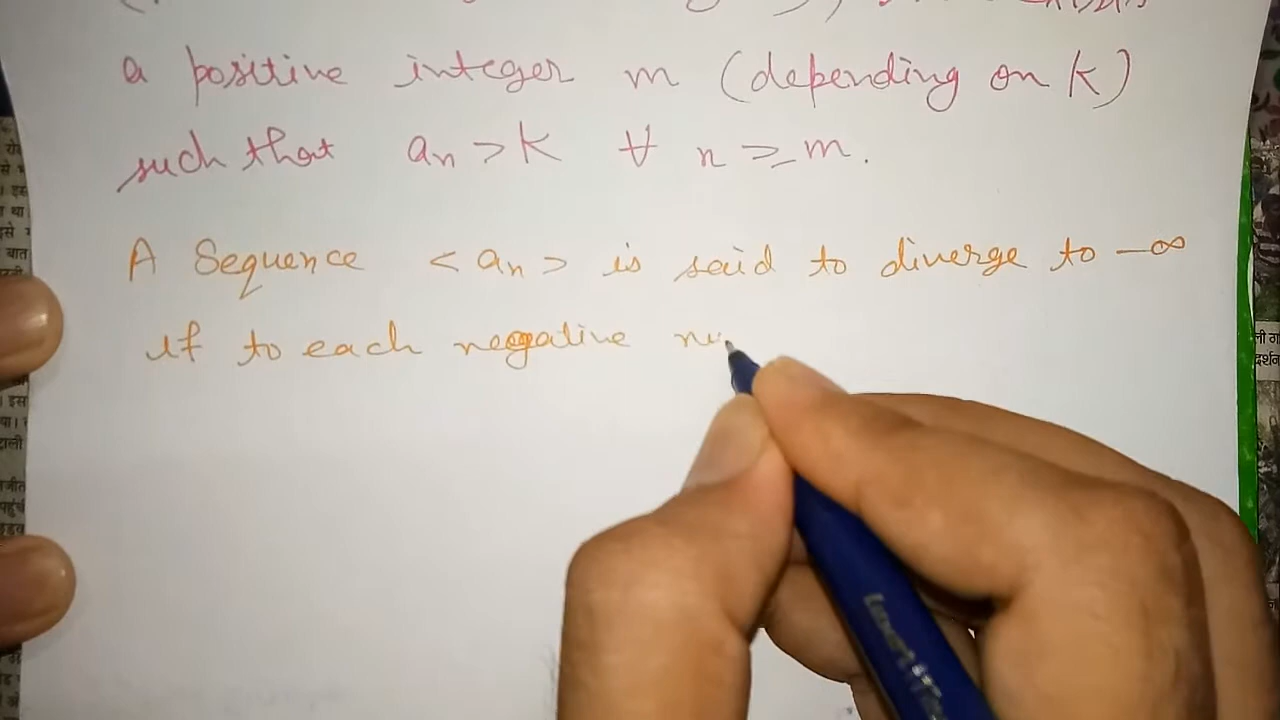 a positive integer m (depending on k)
such that an > k ∀ n ≥ m.
A Sequence < an > is said to diverge to -∞
if to each negative